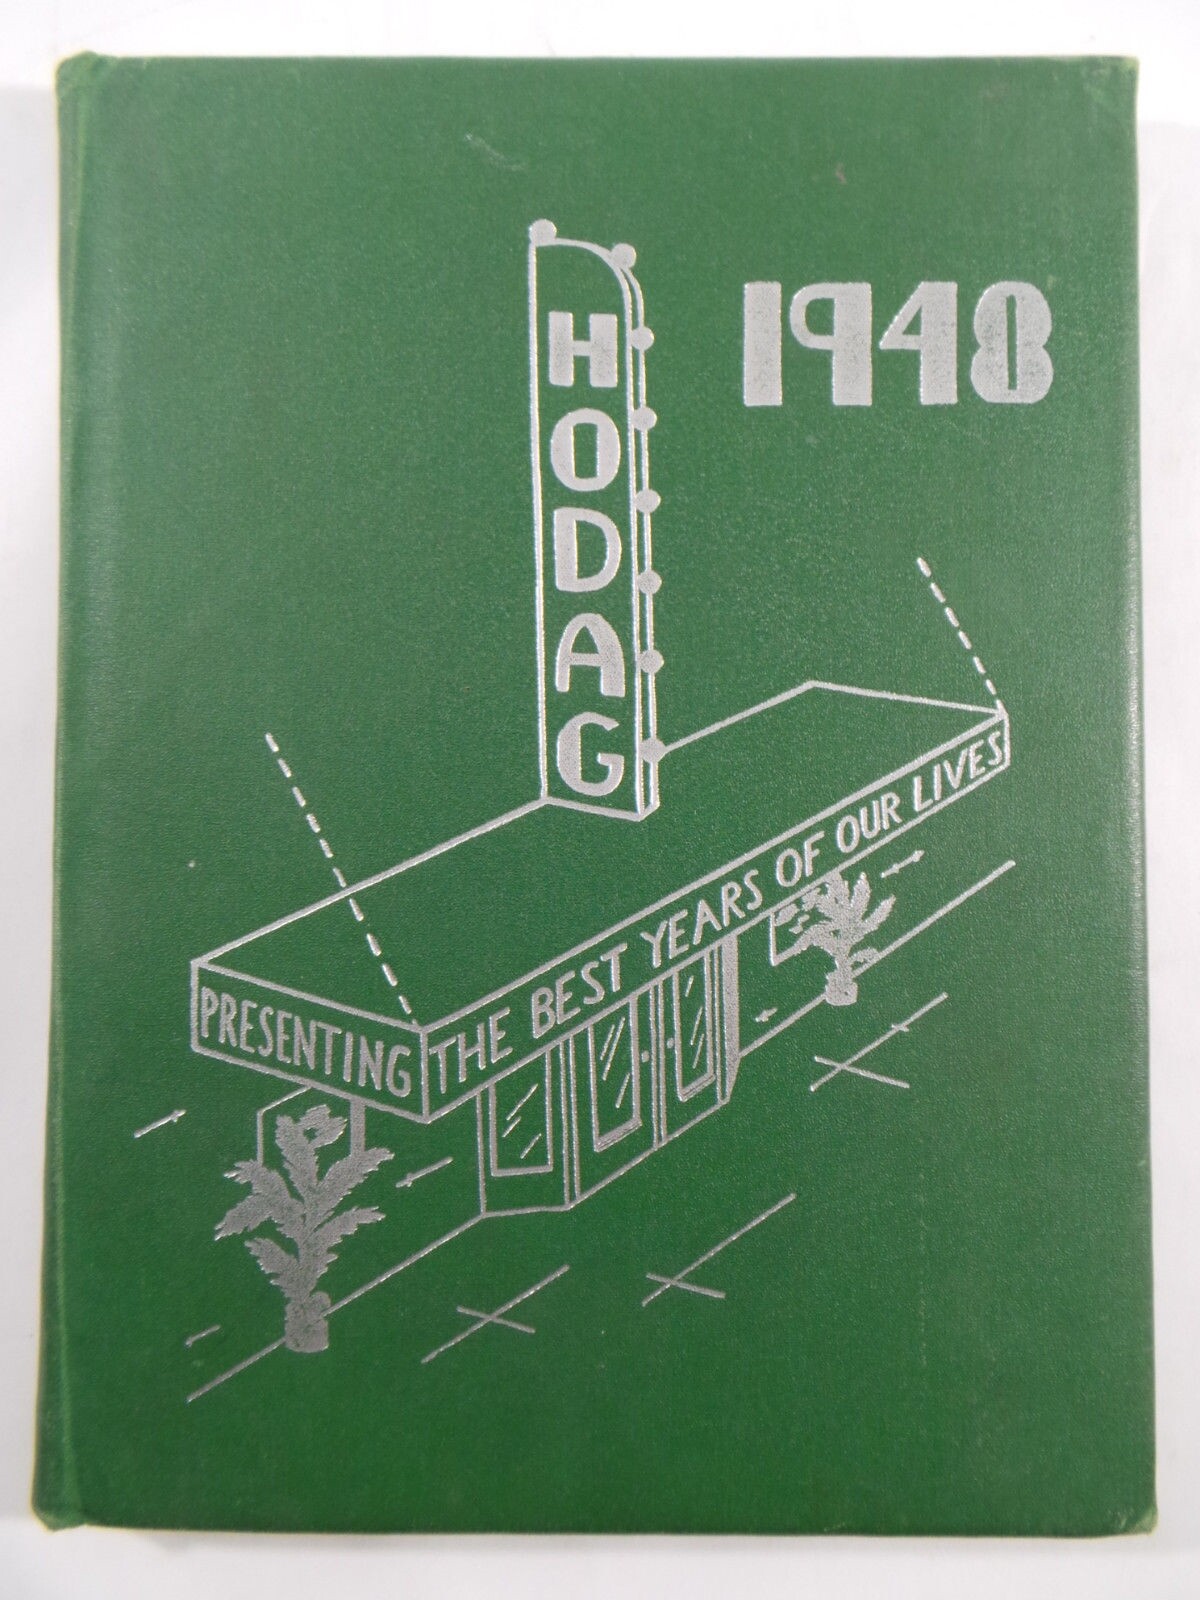 1948
HODAG
PRESENTING
THE BEST YEARS OF OUR LIVES